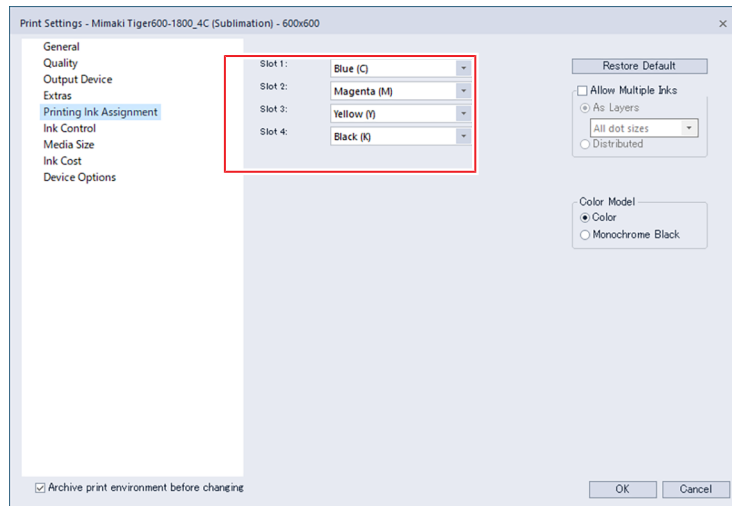 Print Settings - Mimaki Tiger600-1800_4C (Sublimation) - 600x600
General
Quality
Output Device
Extras
Printing Ink Assignment
Ink Control
Media Size
Ink Cost
Device Options
Slot 1: Blue (C)
Slot 2: Magenta (M)
Slot 3: Yellow (Y)
Slot 4: Black (K)
Restore Default
Allow Multiple Inks
As Layers
All dot sizes
Distributed
Color Model
Color
Monochrome Black
Archive print environment before changing
OK Cancel